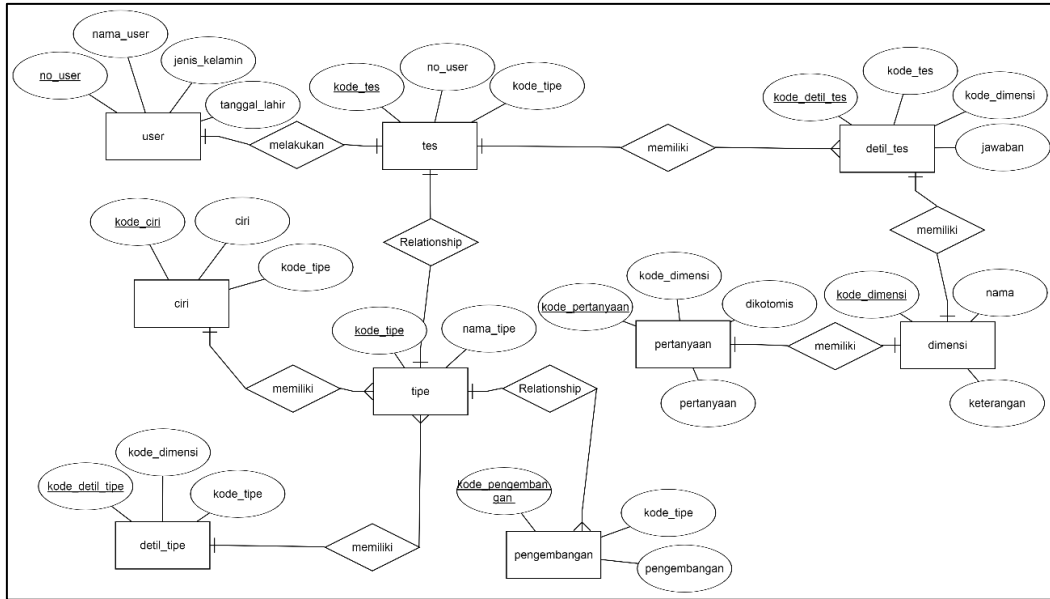 nama_user
no_user
jenis_kelamin
tanggal_lahir
user
melakukan
kode_tes
no_user
kode_tipe
tes
memiliki
kode_tes
kode_detil_tes
kode_dimensi
jawaban
detil_tes
memiliki
kode_ciri
ciri
kode_tipe
ciri
Relationship
kode_dimensi
kode_pertanyaan
dikotomis
pertanyaan
pertanyaan
memiliki
kode_dimensi
nama
dimensi
keterangan
kode_tipe
nama_tipe
memiliki
tipe
Relationship
kode_dimensi
kode_detil_tipe
kode_tipe
detil_tipe
memiliki
kode_pengemban
gan
kode_tipe
pengembangan
pengembangan